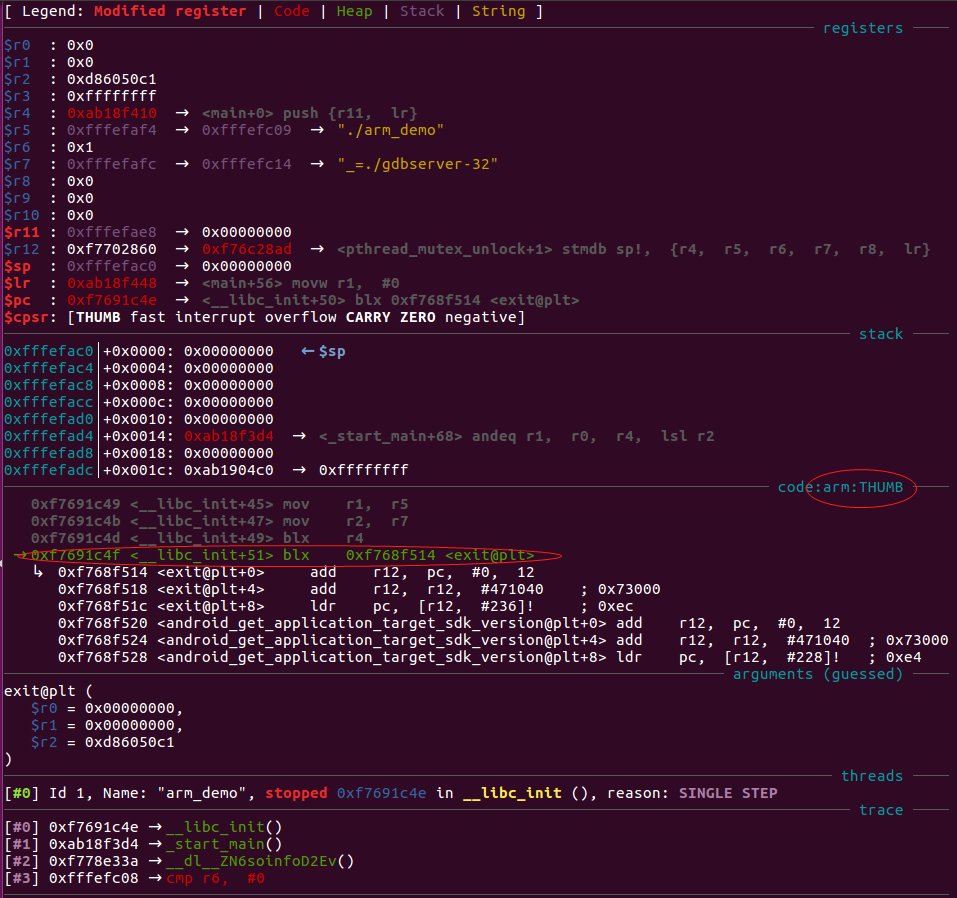 [ Legend: Modified register | Code | Heap | Stack | String ]
registers
$r0  : 0x0
$r1  : 0x0
$r2  : 0xd86050c1
$r3  : 0xffffffff
$r4  : 0xab18f410  →  <main+0> push {r11,  lr}
$r5  : 0xfffefaf4  →  0xfffefc09  →  "./arm_demo"
$r6  : 0x1
$r7  : 0xfffefafc  →  0xfffefc14  →  "_=./gdbserver-32"
$r8  : 0x0
$r9  : 0x0
$r10 : 0x0
$r11 : 0xfffefae8  →  0x00000000
$r12 : 0xf7702860  →  0xf76c28ad  →  <pthread_mutex_unlock+1> stmdb sp!,  {r4,  r5,  r6,  r7,  r8,  lr}
$sp  : 0xfffefac0  →  0x00000000
$lr  : 0xab18f448  →  <main+56> movw r1,  #0
$pc  : 0xf7691c4e  →  <__libc_init+50> blx 0xf768f514 <exit@plt>
$cpsr: [THUMB fast interrupt overflow CARRY ZERO negative]
stack
0xfffefac0│+0x0000: 0x00000000   ←$sp
0xfffefac4│+0x0004: 0x00000000
0xfffefac8│+0x0008: 0x00000000
0xfffefacc│+0x000c: 0x00000000
0xfffefad0│+0x0010: 0x00000000
0xfffefad4│+0x0014: 0xab18f3d4  →  <_start_main+68> andeq r1,  r0,  r4,  lsl r2
0xfffefad8│+0x0018: 0x00000000
0xfffefadc│+0x001c: 0xab1904c0  →  0xffffffff
code:arm:THUMB
0xf7691c49 <__libc_init+45> mov    r1,  r5
0xf7691c4b <__libc_init+47> mov    r2,  r7
0xf7691c4d <__libc_init+49> blx    r4
→0xf7691c4f <__libc_init+51> blx    0xf768f514 <exit@plt>
↳  0xf768f514 <exit@plt+0>     add    r12,  pc,  #0,  12
0xf768f518 <exit@plt+4>     add    r12,  r12,  #471040    ; 0x73000
0xf768f51c <exit@plt+8>     ldr    pc,  [r12,  #236]!    ; 0xec
0xf768f520 <android_get_application_target_sdk_version@plt+0> add    r12,  pc,  #0,  12
0xf768f524 <android_get_application_target_sdk_version@plt+4> add    r12,  r12,  #471040  ; 0x73000
0xf768f528 <android_get_application_target_sdk_version@plt+8> ldr    pc,  [r12,  #228]!   ; 0xe4
arguments (guessed)
exit@plt (
$r0 = 0x00000000,
$r1 = 0x00000000,
$r2 = 0xd86050c1
)
threads
[#0] Id 1, Name: "arm_demo", stopped 0xf7691c4e in __libc_init (), reason: SINGLE STEP
trace
[#0] 0xf7691c4e →__libc_init()
[#1] 0xab18f3d4 →_start_main()
[#2] 0xf778e33a →__dl__ZN6soinfoD2Ev()
[#3] 0xfffefc08 →cmp r6,  #0